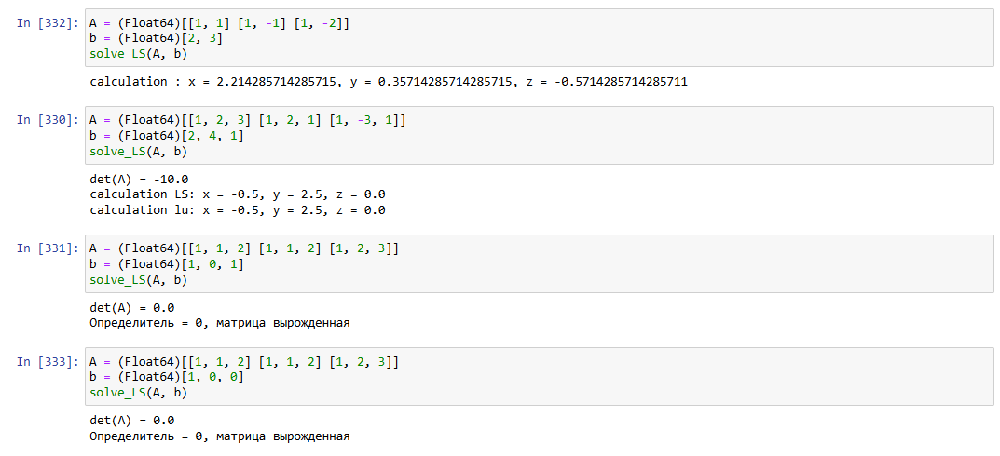 In [332]: A = (Float64)[[1, 1] [1, -1] [1, -2]]
b = (Float64)[2, 3]
solve_LS(A, b)
calculation : x = 2.214285714285715, y = 0.35714285714285715, z = -0.5714285714285711
In [330]: A = (Float64)[[1, 2, 3] [1, 2, 1] [1, -3, 1]]
b = (Float64)[2, 4, 1]
solve_LS(A, b)
det(A) = -10.0
calculation LS: x = -0.5, y = 2.5, z = 0.0
calculation lu: x = -0.5, y = 2.5, z = 0.0
In [331]: A = (Float64)[[1, 1, 2] [1, 1, 2] [1, 2, 3]]
b = (Float64)[1, 0, 1]
solve_LS(A, b)
det(A) = 0.0
Определитель = 0, матрица вырожденная
In [333]: A = (Float64)[[1, 1, 2] [1, 1, 2] [1, 2, 3]]
b = (Float64)[1, 0, 0]
solve_LS(A, b)
det(A) = 0.0
Определитель = 0, матрица вырожденная